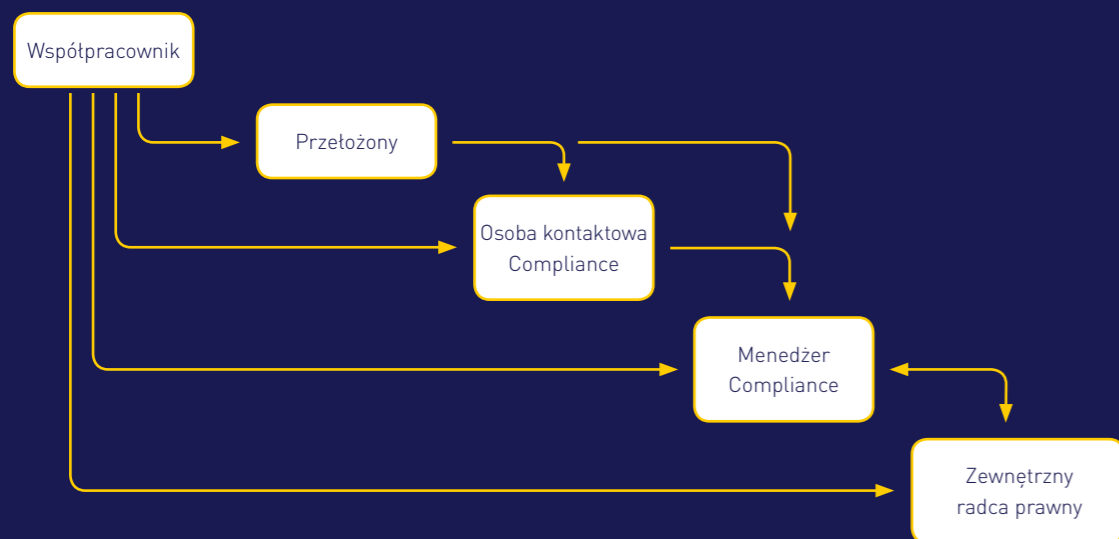 Współpracownik
Przełożony
Osoba kontaktowa
Compliance
Menedżer
Compliance
Zewnętrzny
radca prawny